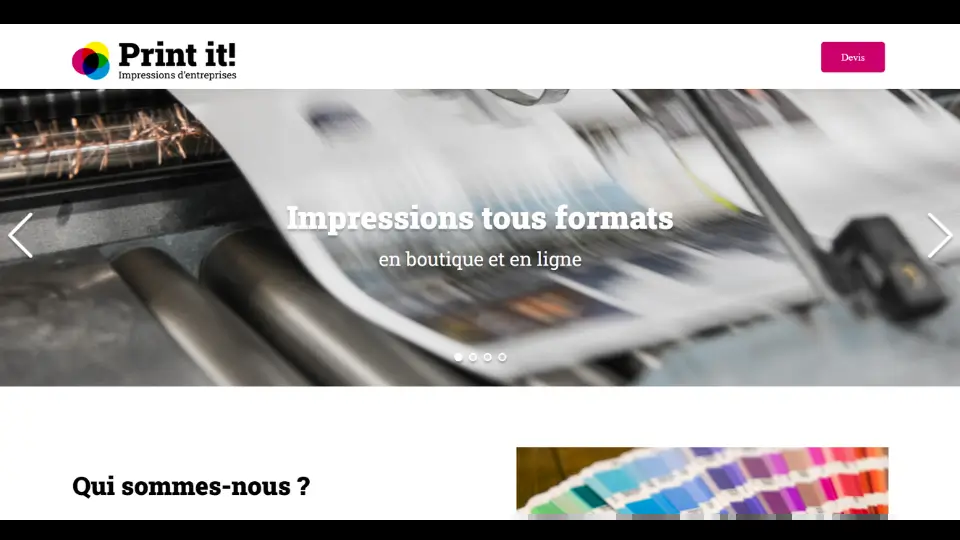 Print it!
Impressions d'entreprises
Devis
Impressions tous formats
en boutique et en ligne
Qui sommes-nous ?